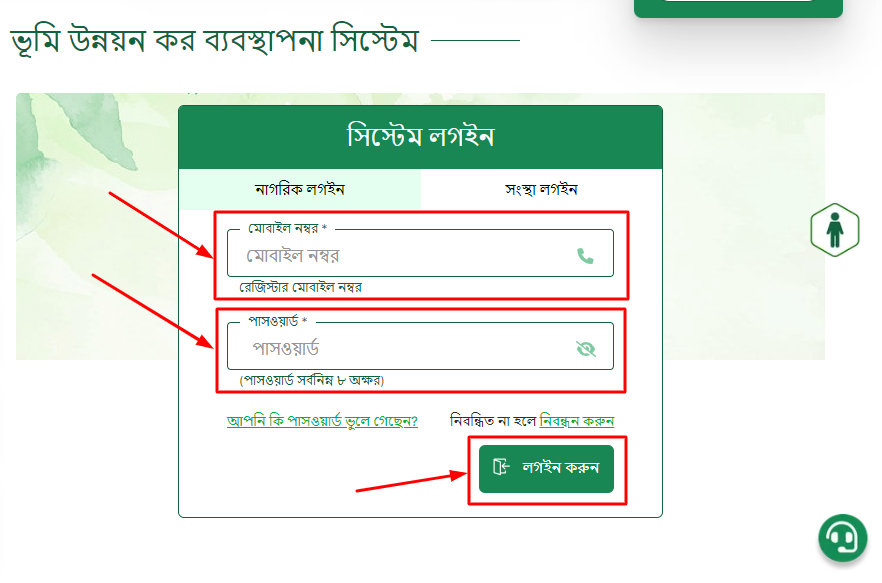 ভূমি উন্নয়ন কর ব্যবস্থাপনা সিস্টেম
সিস্টেম লগইন
নাগরিক লগইন সংস্থা লগইন
মোবাইল নম্বর *
মোবাইল নম্বর
রেজিস্টার মোবাইল নম্বর
পাসওয়ার্ড *
পাসওয়ার্ড
(পাসওয়ার্ড সর্বনিম্ন ৮ অক্ষর)
আপনি কি পাসওয়ার্ড ভুলে গেছেন? নিবন্ধিত না হলে নিবন্ধন করুন
লগইন করুন